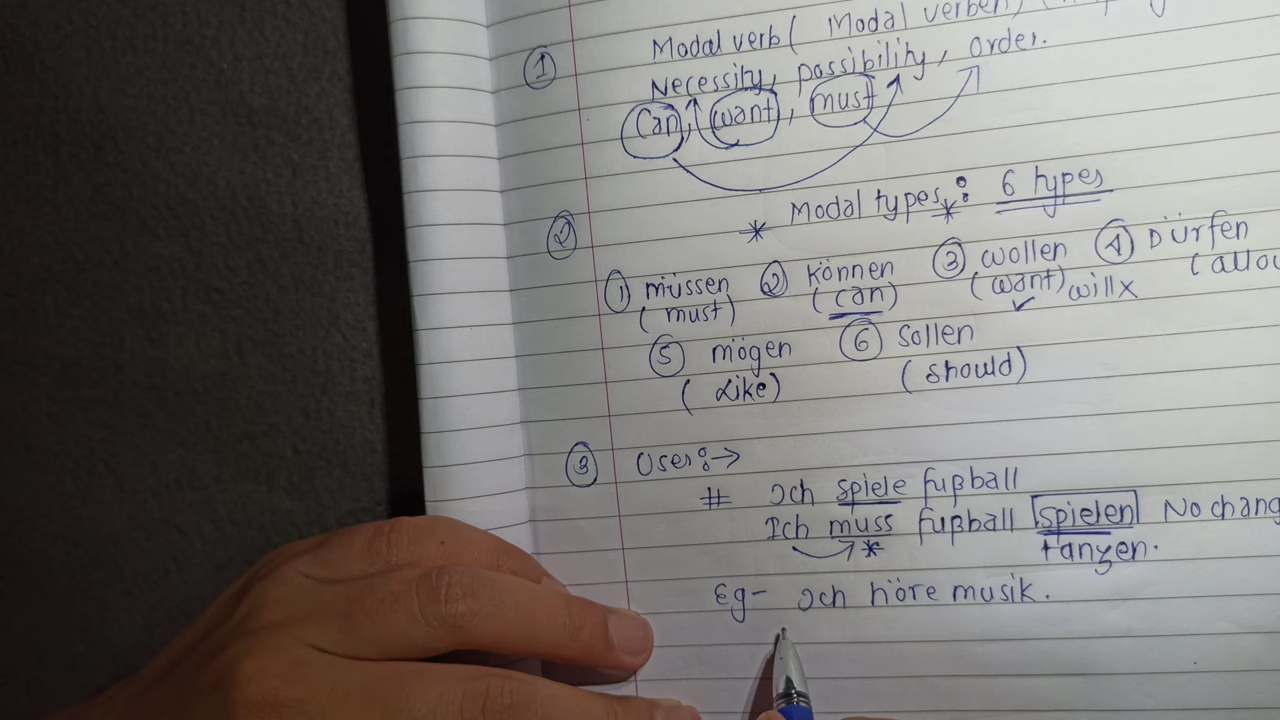 ① Modal verb ( Modal verben)
Necessity, possibility, order.
Can, want, must
② * Modal types * : 6 types
① müssen ② können ③ wollen ④ Dürfen
(must) (can) (want) will x
⑤ mögen ⑥ sollen
(Like) (should)
③ Uses :→
# Ich spiele fußball
Ich muss fußball spielen No
* tanzen.
Eg- Ich höre musik.